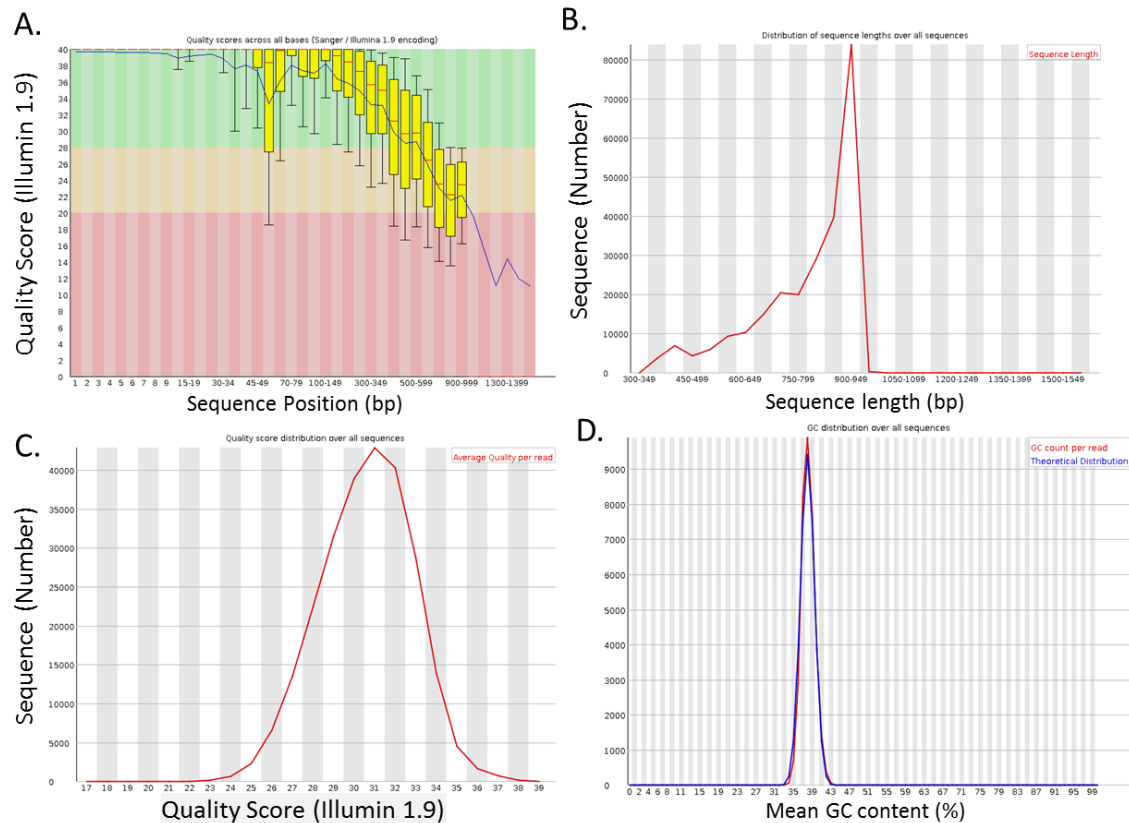 A.
Quality scores across all bases (Sanger / Illumina 1.9 encoding)
Quality Score (Illumin 1.9)
40
38
36
34
32
30
28
26
24
22
20
18
16
14
12
10
8
6
4
2
0
1 2 3 4 5 6 7 8 9 15-19 30-34 45-49 70-79 100-149 300-349 500-599 900-999 1300-1399
Sequence Position (bp)
B.
Distribution of sequence lengths over all sequences
Sequence Length
Sequence (Number)
80000
70000
60000
50000
40000
30000
20000
10000
0
300-349 450-499 600-649 750-799 900-949 1050-1099 1200-1249 1350-1399 1500-1549
Sequence length (bp)
C.
Quality score distribution over all sequences
Average Quality per read
Sequence (Number)
40000
35000
30000
25000
20000
15000
10000
5000
0
17 18 19 20 21 22 23 24 25 26 27 28 29 30 31 32 33 34 35 36 37 38 39
Quality Score (Illumin 1.9)
D.
GC distribution over all sequences
GC count per read
Theoretical Distribution
9000
8000
7000
6000
5000
4000
3000
2000
1000
0
0 2 4 6 8 11 15 19 23 27 31 35 39 43 47 51 55 59 63 67 71 75 79 83 87 91 95 99
Mean GC content (%)